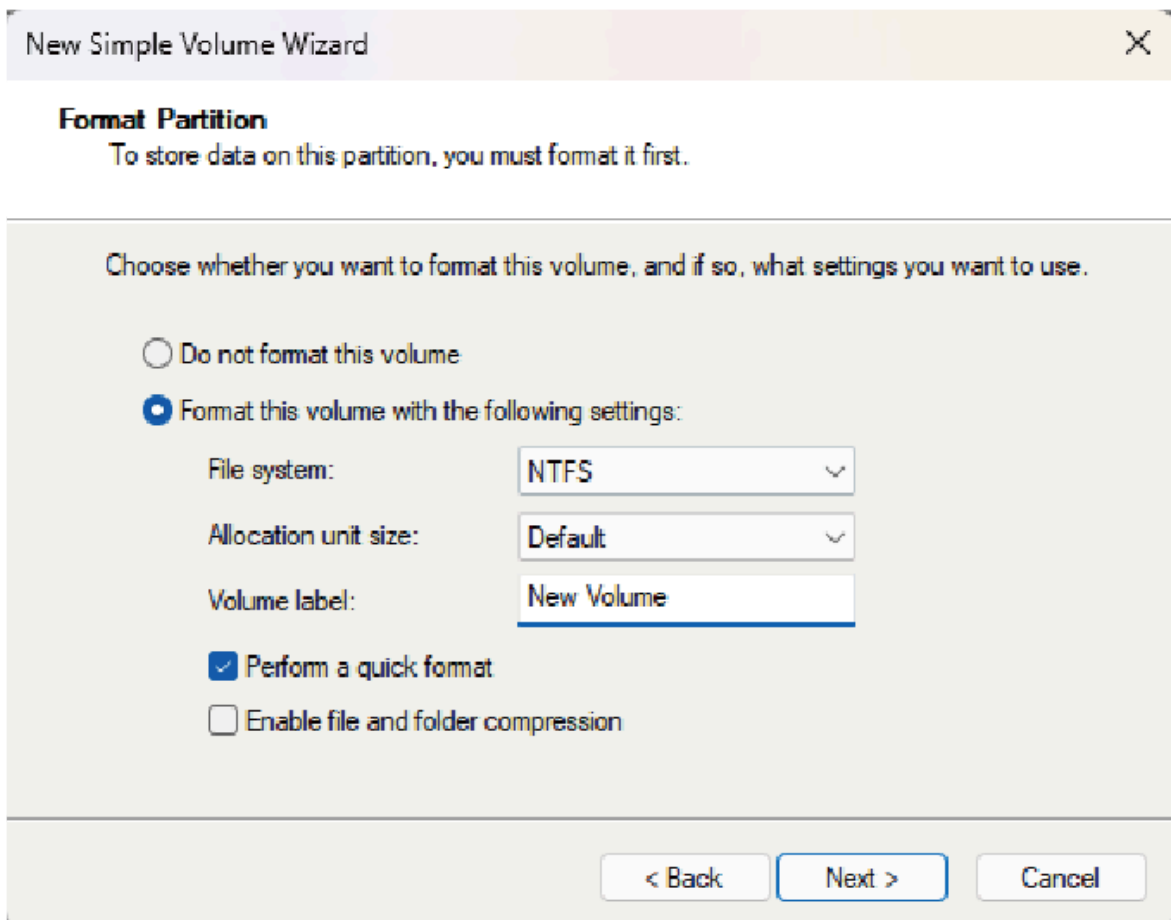 New Simple Volume Wizard
Format Partition
To store data on this partition, you must format it first.
Choose whether you want to format this volume, and if so, what settings you want to use.
Do not format this volume
Format this volume with the following settings:
File system: NTFS
Allocation unit size: Default
Volume label: New Volume
Perform a quick format
Enable file and folder compression
< Back Next > Cancel